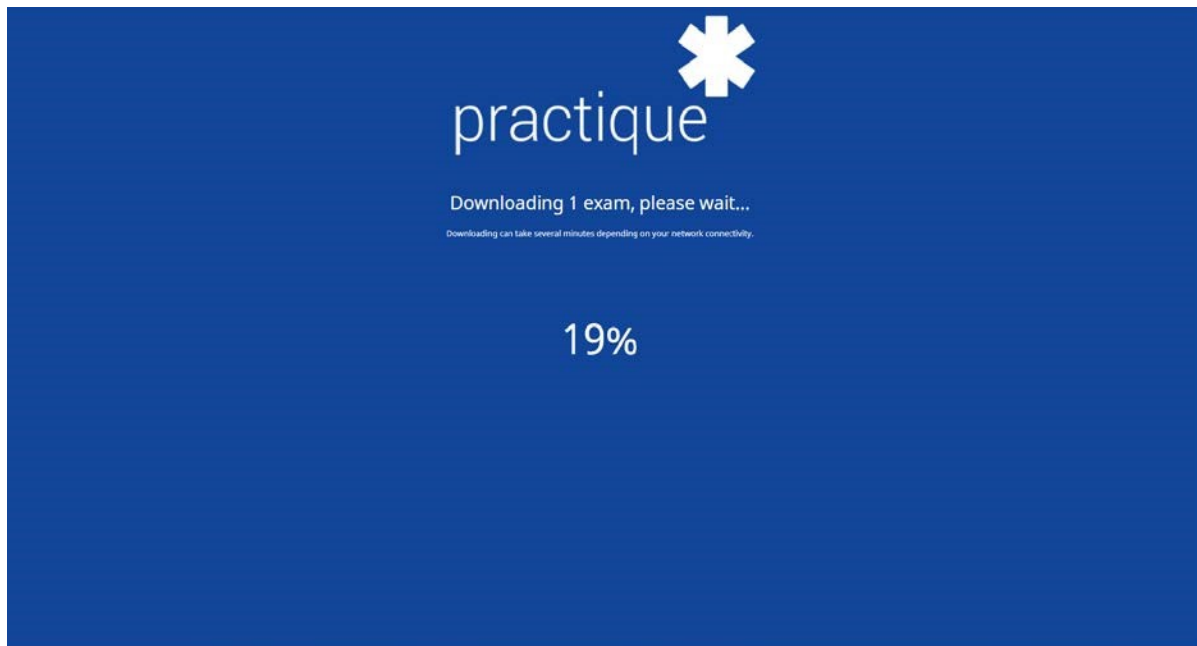 practique
Downloading 1 exam, please wait...
Downloading can take several minutes depending on your network connectivity.
19%